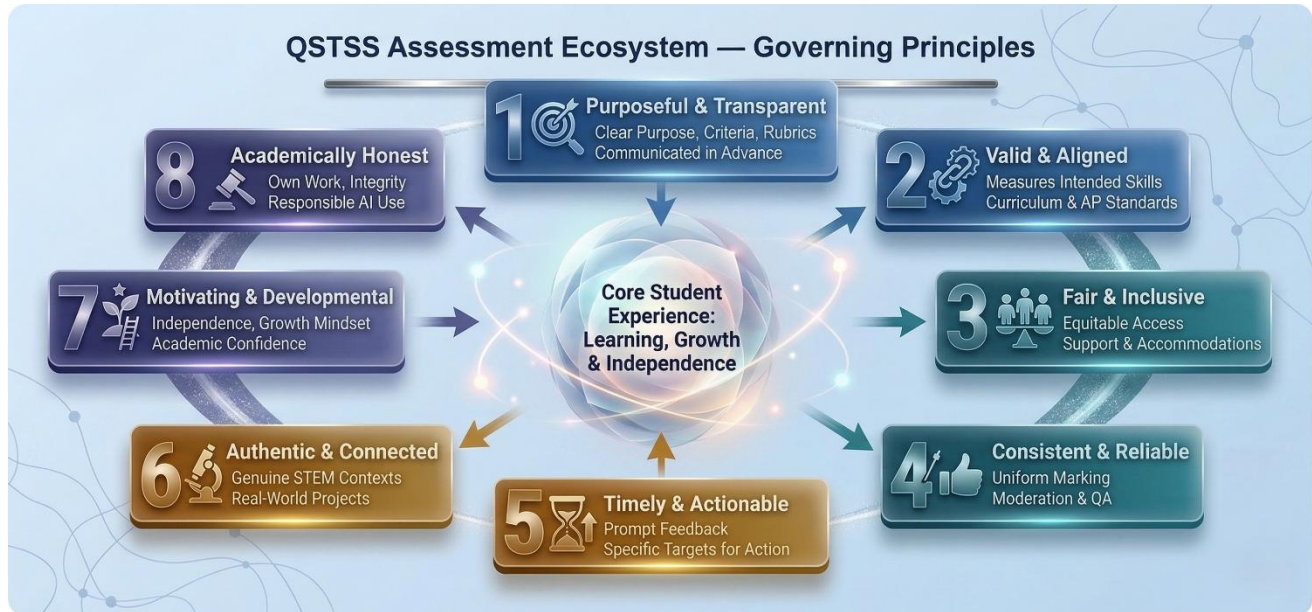 QSTSS Assessment Ecosystem — Governing Principles
1
Purposeful & Transparent
Clear Purpose, Criteria, Rubrics
Communicated in Advance
2
Valid & Aligned
Measures Intended Skills
Curriculum & AP Standards
3
Fair & Inclusive
Equitable Access
Support & Accommodations
4
Consistent & Reliable
Uniform Marking
Moderation & QA
5
Timely & Actionable
Prompt Feedback
Specific Targets for Action
6
Authentic & Connected
Genuine STEM Contexts
Real-World Projects
7
Motivating & Developmental
Independence, Growth Mindset
Academic Confidence
8
Academically Honest
Own Work, Integrity
Responsible AI Use
Core Student
Experience:
Learning, Growth
& Independence